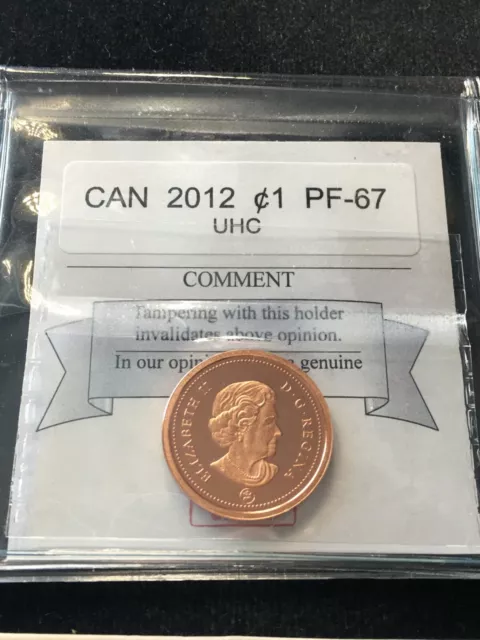 CAN 2012 ¢1 PF-67
UHC
COMMENT
Tampering with this holder
invalidates above opinion.
In our genuine
ELIZABETH II D·G·REGINA